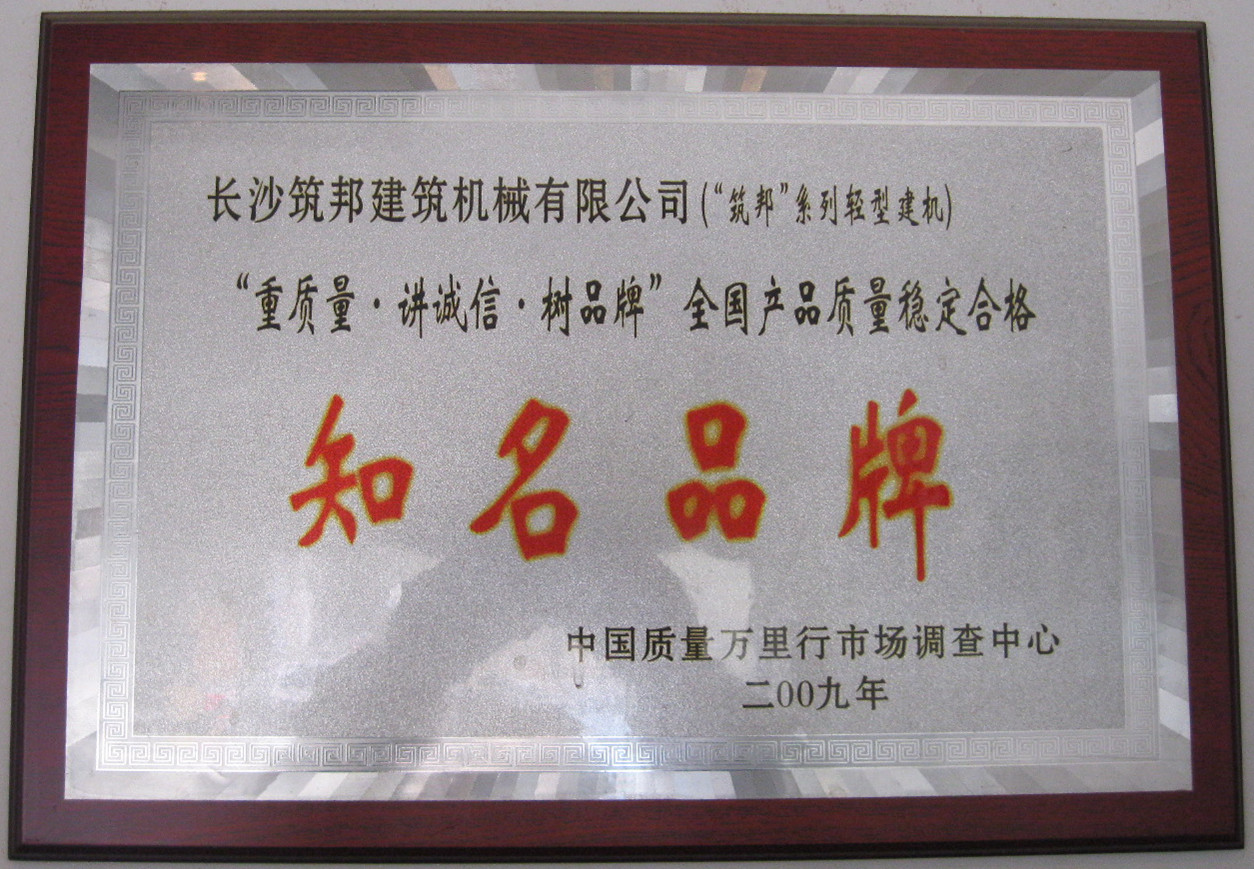 长沙筑邦建筑机械有限公司(“筑邦”系列轻型建机)
“重质量·讲诚信·树品牌”全国产品质量稳定合格
知名品牌
中国质量万里行市场调查中心
二00九年